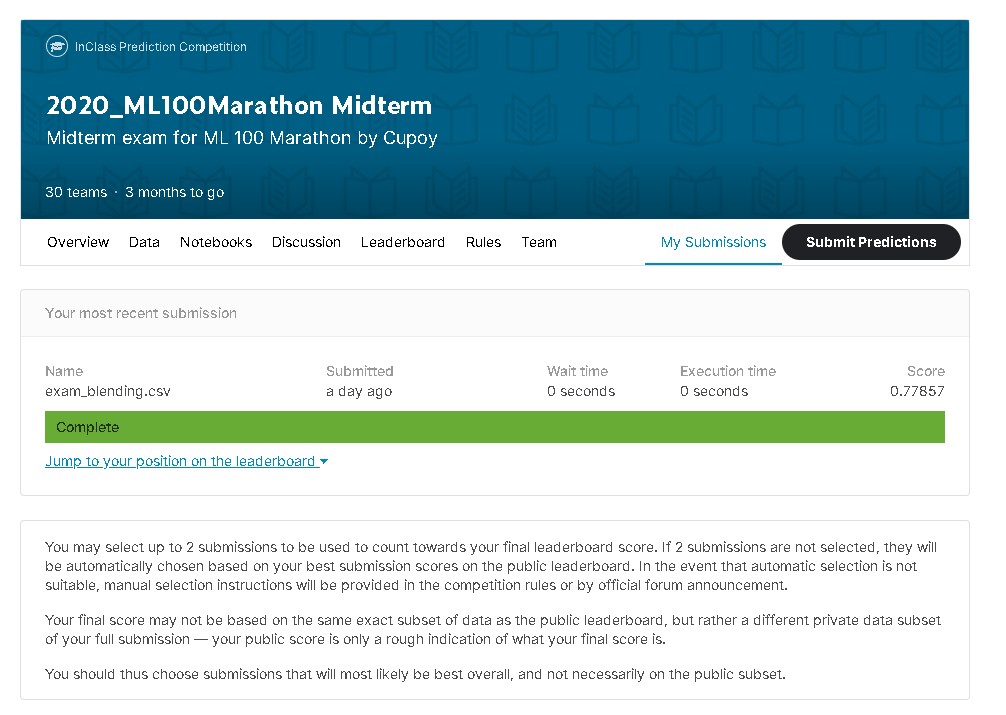 InClass Prediction Competition
2020_ML100Marathon Midterm
Midterm exam for ML 100 Marathon by Cupoy
30 teams · 3 months to go
Overview Data Notebooks Discussion Leaderboard Rules Team My Submissions Submit Predictions
Your most recent submission
Name Submitted Wait time Execution time Score
exam_blending.csv a day ago 0 seconds 0 seconds 0.77857
Complete
Jump to your position on the leaderboard
You may select up to 2 submissions to be used to count towards your final leaderboard score. If 2 submissions are not selected, they will
be automatically chosen based on your best submission scores on the public leaderboard. In the event that automatic selection is not
suitable, manual selection instructions will be provided in the competition rules or by official forum announcement.
Your final score may not be based on the same exact subset of data as the public leaderboard, but rather a different private data subset
of your full submission — your public score is only a rough indication of what your final score is.
You should thus choose submissions that will most likely be best overall, and not necessarily on the public subset.